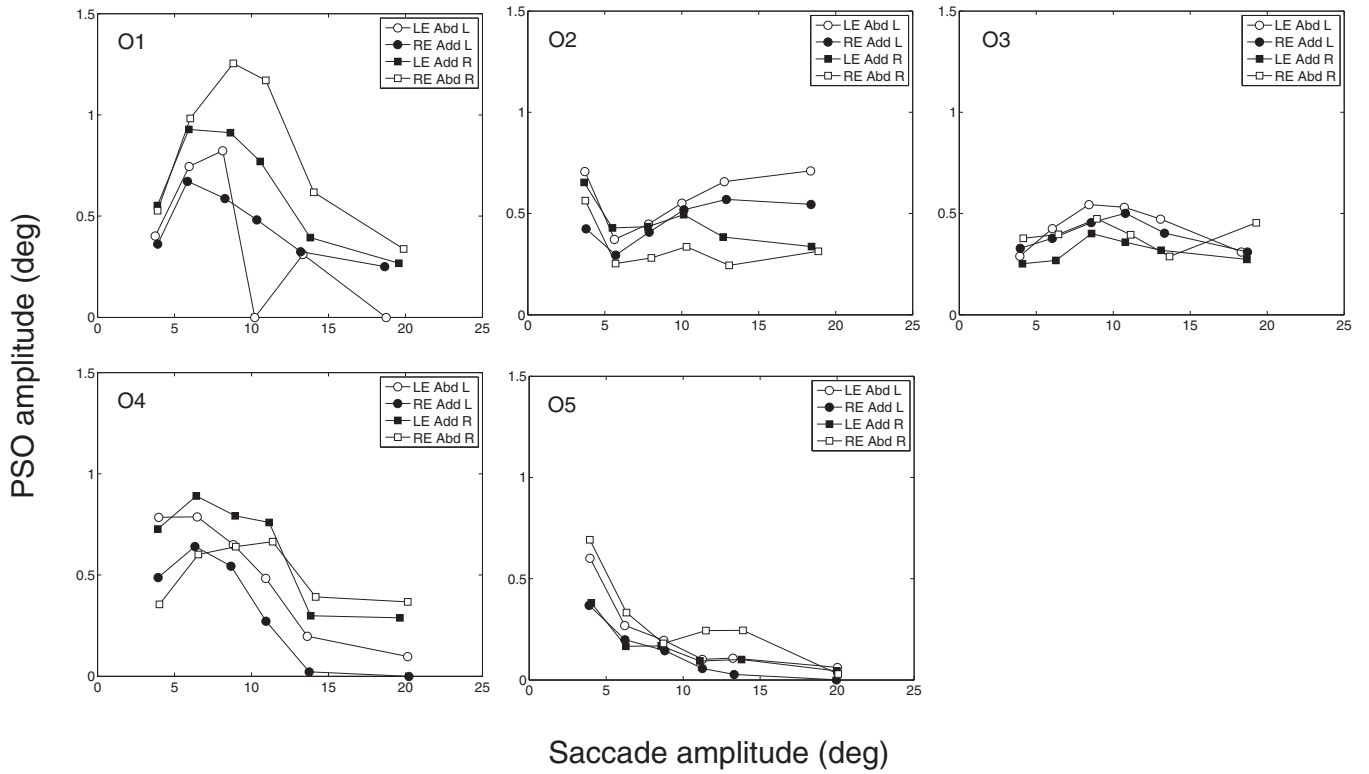 PSO amplitude (deg)
O1
LE Abd L
RE Add L
LE Add R
RE Abd R
1.5
1
0.5
0
0 5 10 15 20 25
O2
LE Abd L
RE Add L
LE Add R
RE Abd R
1.5
1
0.5
0
0 5 10 15 20 25
O3
LE Abd L
RE Add L
LE Add R
RE Abd R
1.5
1
0.5
0
0 5 10 15 20 25
O4
LE Abd L
RE Add L
LE Add R
RE Abd R
1.5
1
0.5
0
0 5 10 15 20 25
O5
LE Abd L
RE Add L
LE Add R
RE Abd R
1.5
1
0.5
0
0 5 10 15 20 25
Saccade amplitude (deg)